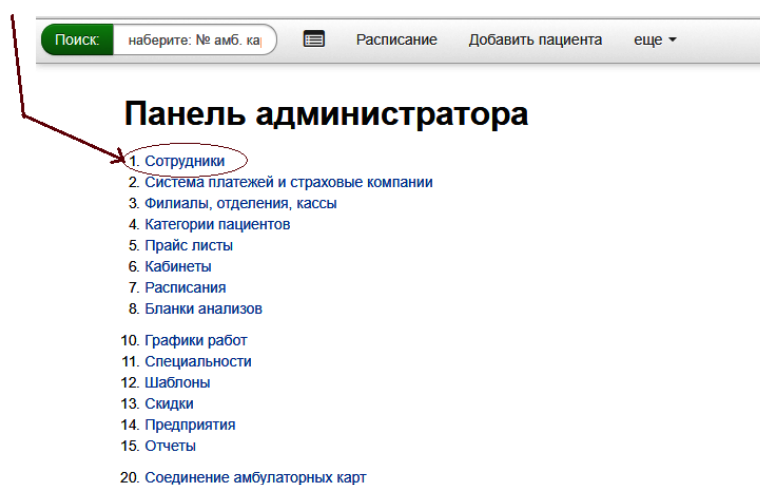 Поиск: наберите: № амб. ка Расписание Добавить пациента еще
Панель администратора
1. Сотрудники
2. Система платежей и страховые компании
3. Филиалы, отделения, кассы
4. Категории пациентов
5. Прайс листы
6. Кабинеты
7. Расписания
8. Бланки анализов
10. Графики работ
11. Специальности
12. Шаблоны
13. Скидки
14. Предприятия
15. Отчеты
20. Соединение амбулаторных карт